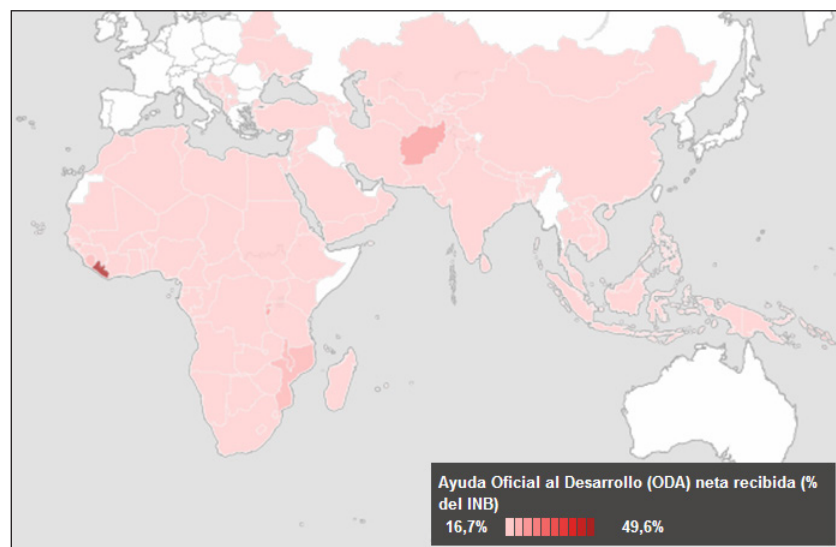 Ayuda Oficial al Desarrollo (ODA) neta recibida (%
del INB)
16,7% 49,6%